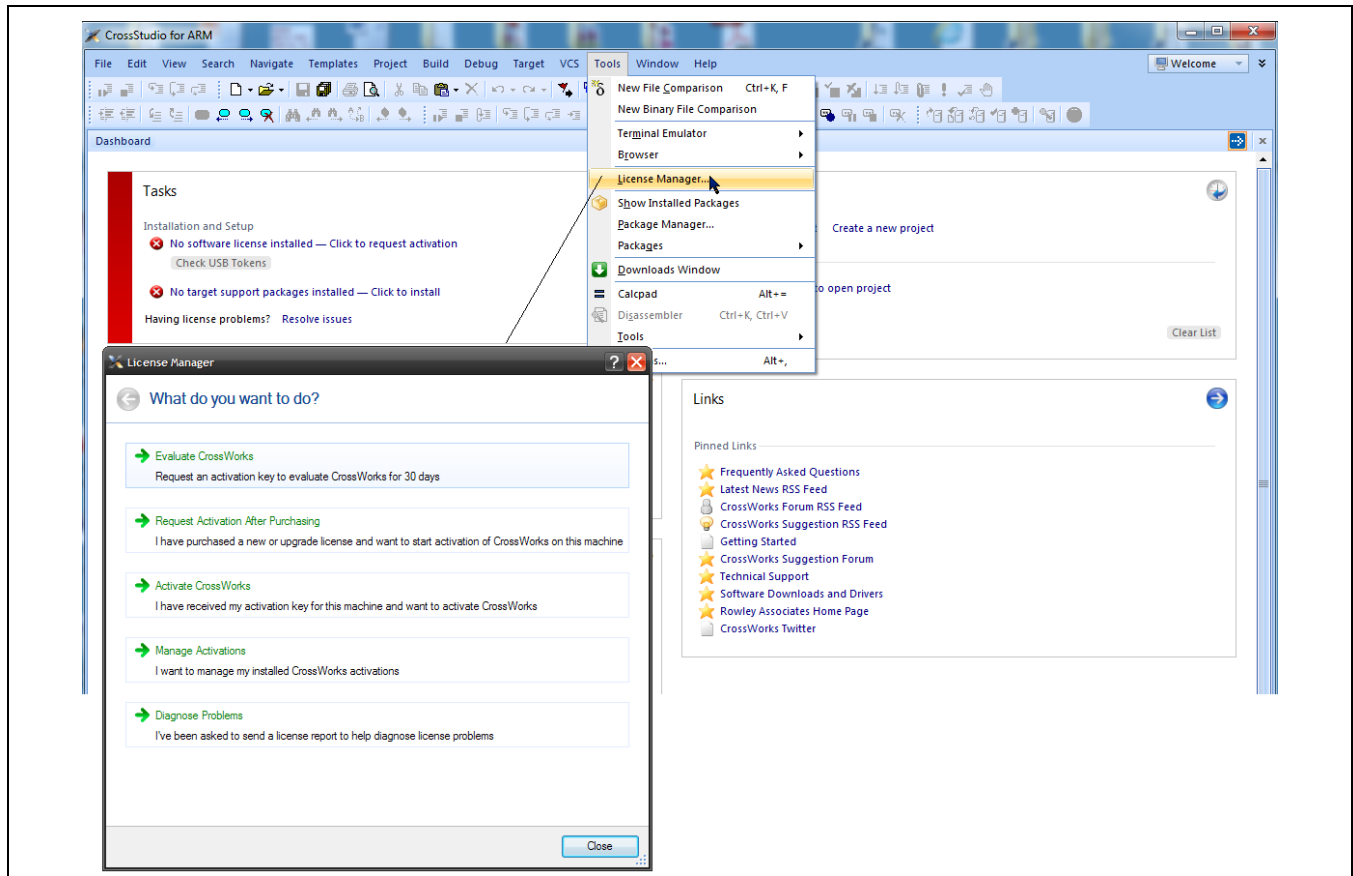 CrossStudio for ARM
File Edit View Search Navigate Templates Project Build Debug Target VCS Tools Window Help
Welcome
New File Comparison Ctrl+K, F
New Binary File Comparison
Terminal Emulator
Browser
License Manager...
Show Installed Packages
Package Manager...
Packages
Downloads Window
Calcpad Alt+=
Disassembler Ctrl+K, Ctrl+V
Tools
s... Alt+,
Dashboard
Tasks
Installation and Setup
No software license installed — Click to request activation
Check USB Tokens
No target support packages installed — Click to install
Having license problems? Resolve issues
Create a new project
to open project
Clear List
License Manager
What do you want to do?
Evaluate CrossWorks
Request an activation key to evaluate CrossWorks for 30 days
Request Activation After Purchasing
I have purchased a new or upgrade license and want to start activation of CrossWorks on this machine
Activate CrossWorks
I have received my activation key for this machine and want to activate CrossWorks
Manage Activations
I want to manage my installed CrossWorks activations
Diagnose Problems
I've been asked to send a license report to help diagnose license problems
Close
Links
Pinned Links
Frequently Asked Questions
Latest News RSS Feed
CrossWorks Forum RSS Feed
CrossWorks Suggestion RSS Feed
Getting Started
CrossWorks Suggestion Forum
Technical Support
Software Downloads and Drivers
Rowley Associates Home Page
CrossWorks Twitter